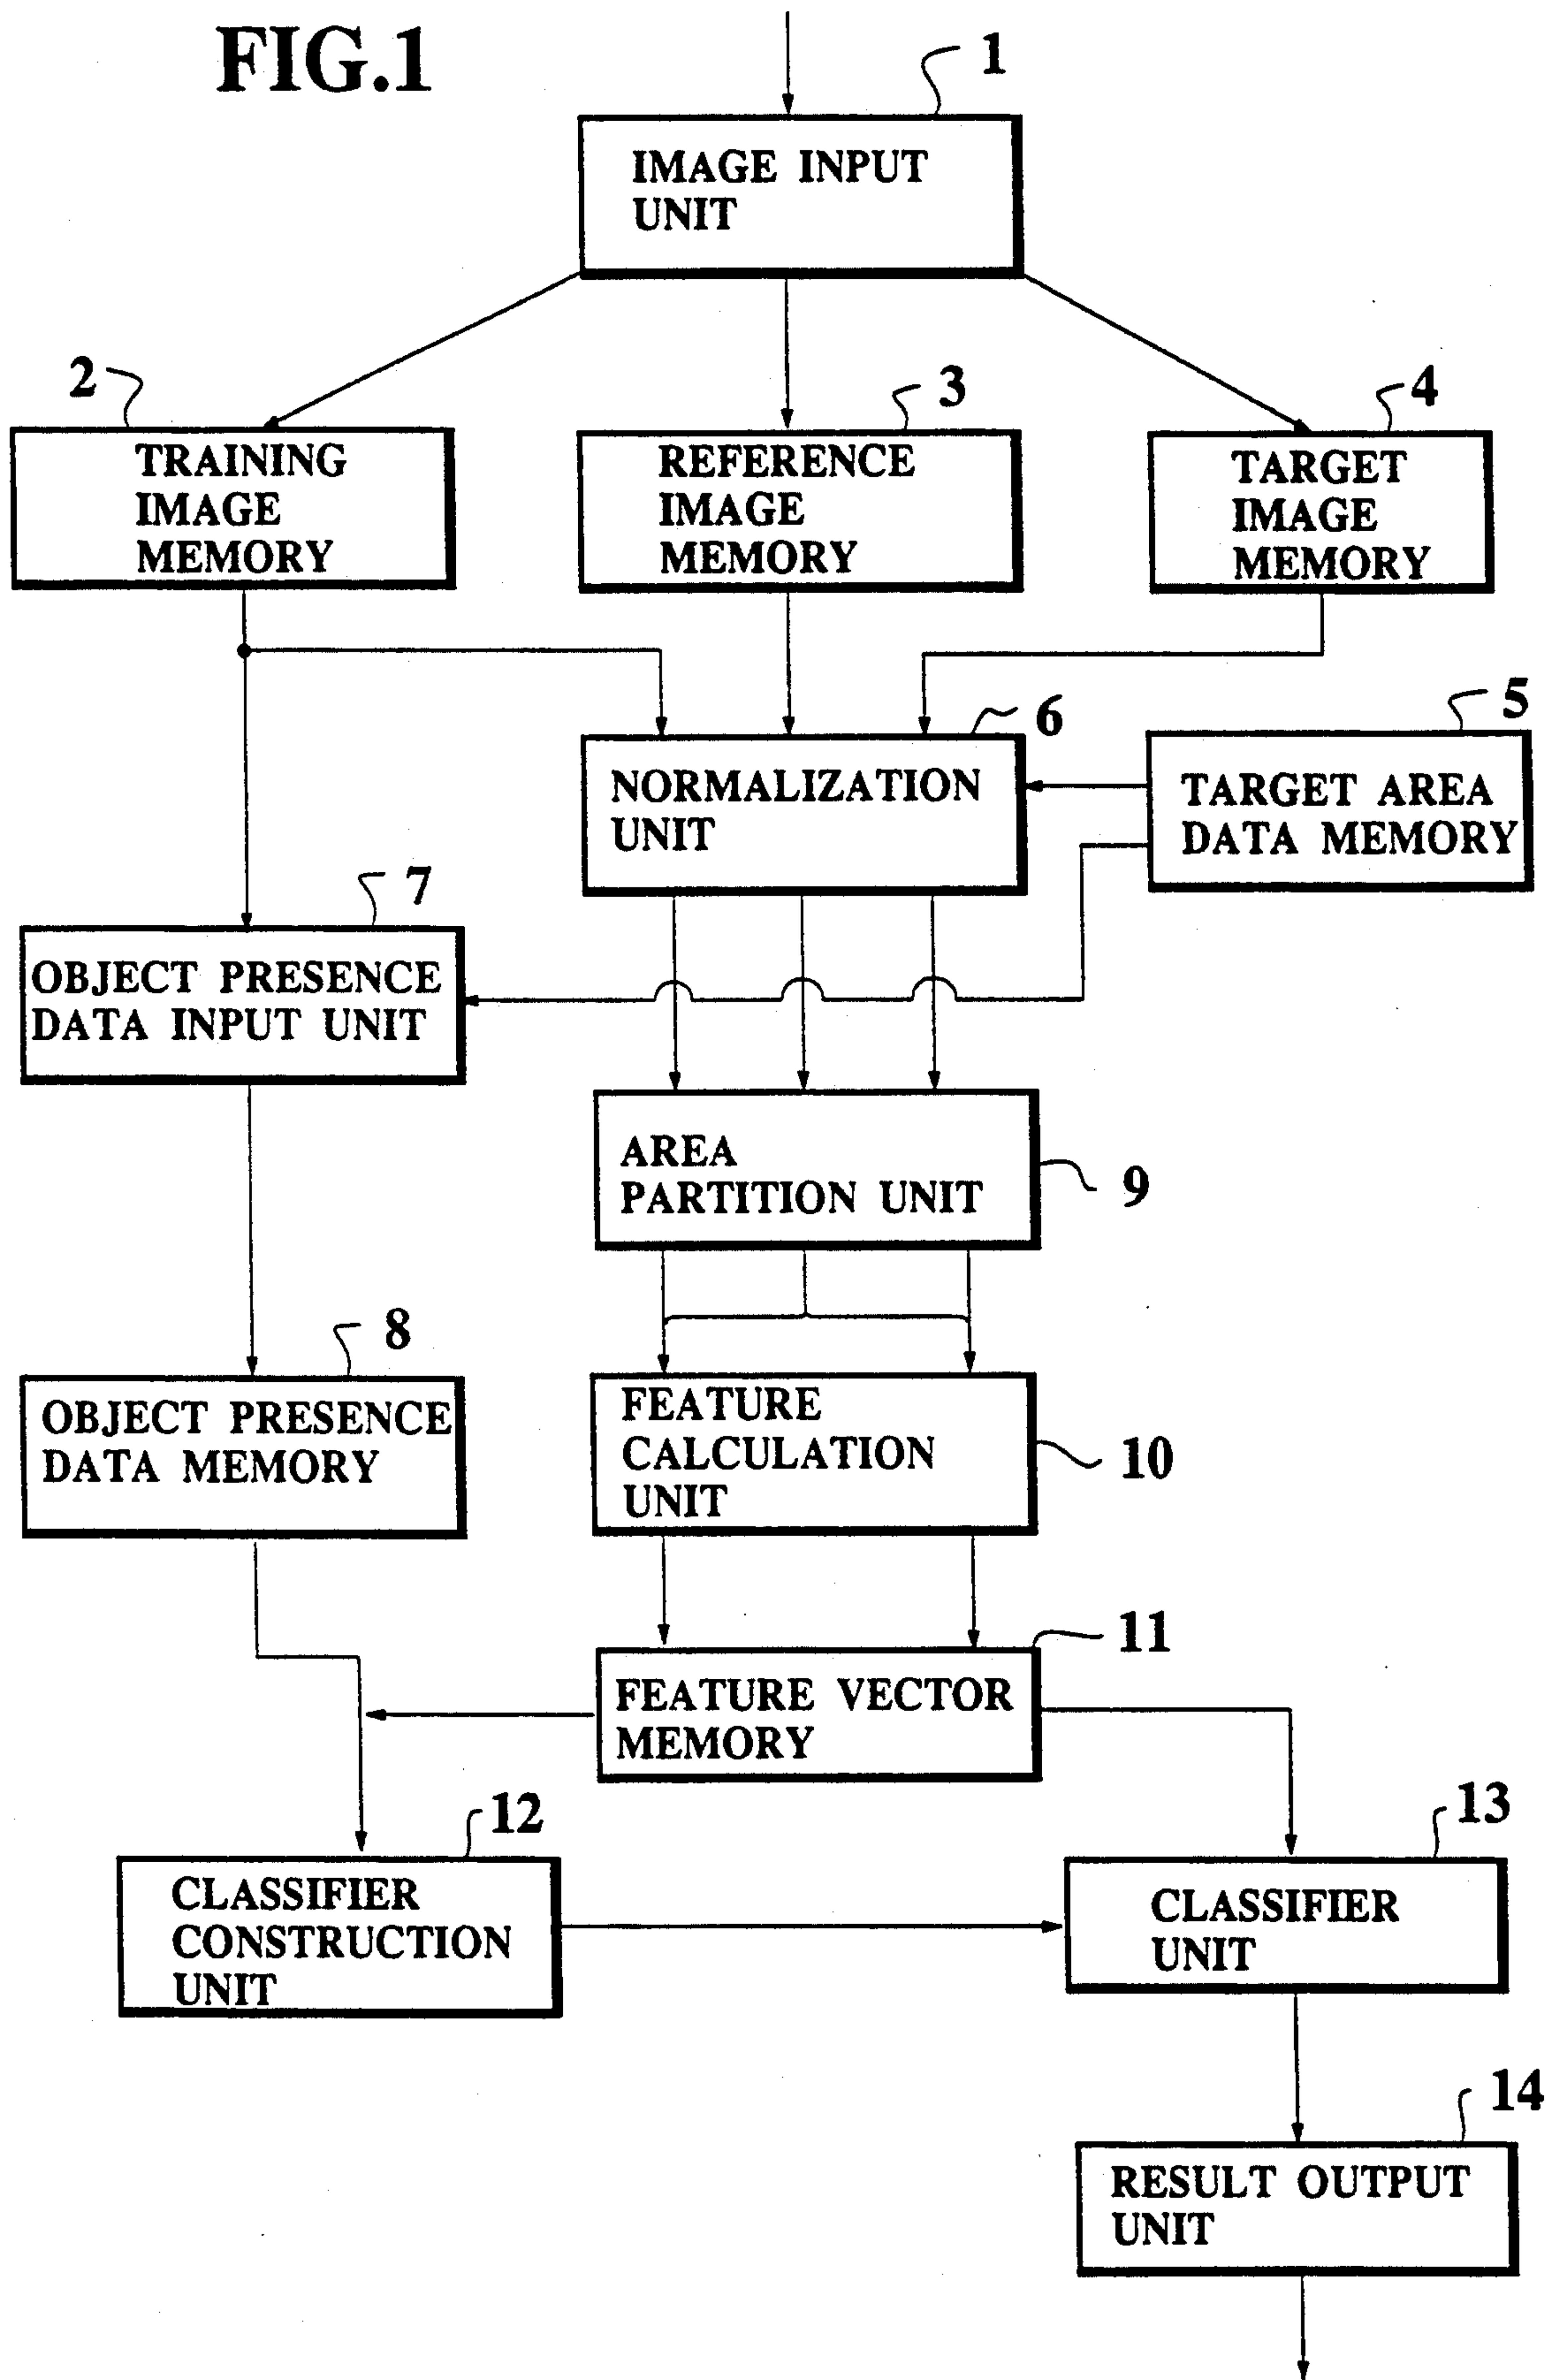 FIG.1
1
IMAGE INPUT
UNIT
2
TRAINING
IMAGE
MEMORY
3
REFERENCE
IMAGE
MEMORY
4
TARGET
IMAGE
MEMORY
6
NORMALIZATION
UNIT
5
TARGET AREA
DATA MEMORY
7
OBJECT PRESENCE
DATA INPUT UNIT
AREA
PARTITION UNIT
9
8
OBJECT PRESENCE
DATA MEMORY
FEATURE
CALCULATION
UNIT
10
11
FEATURE VECTOR
MEMORY
12
CLASSIFIER
CONSTRUCTION
UNIT
13
CLASSIFIER
UNIT
14
RESULT OUTPUT
UNIT